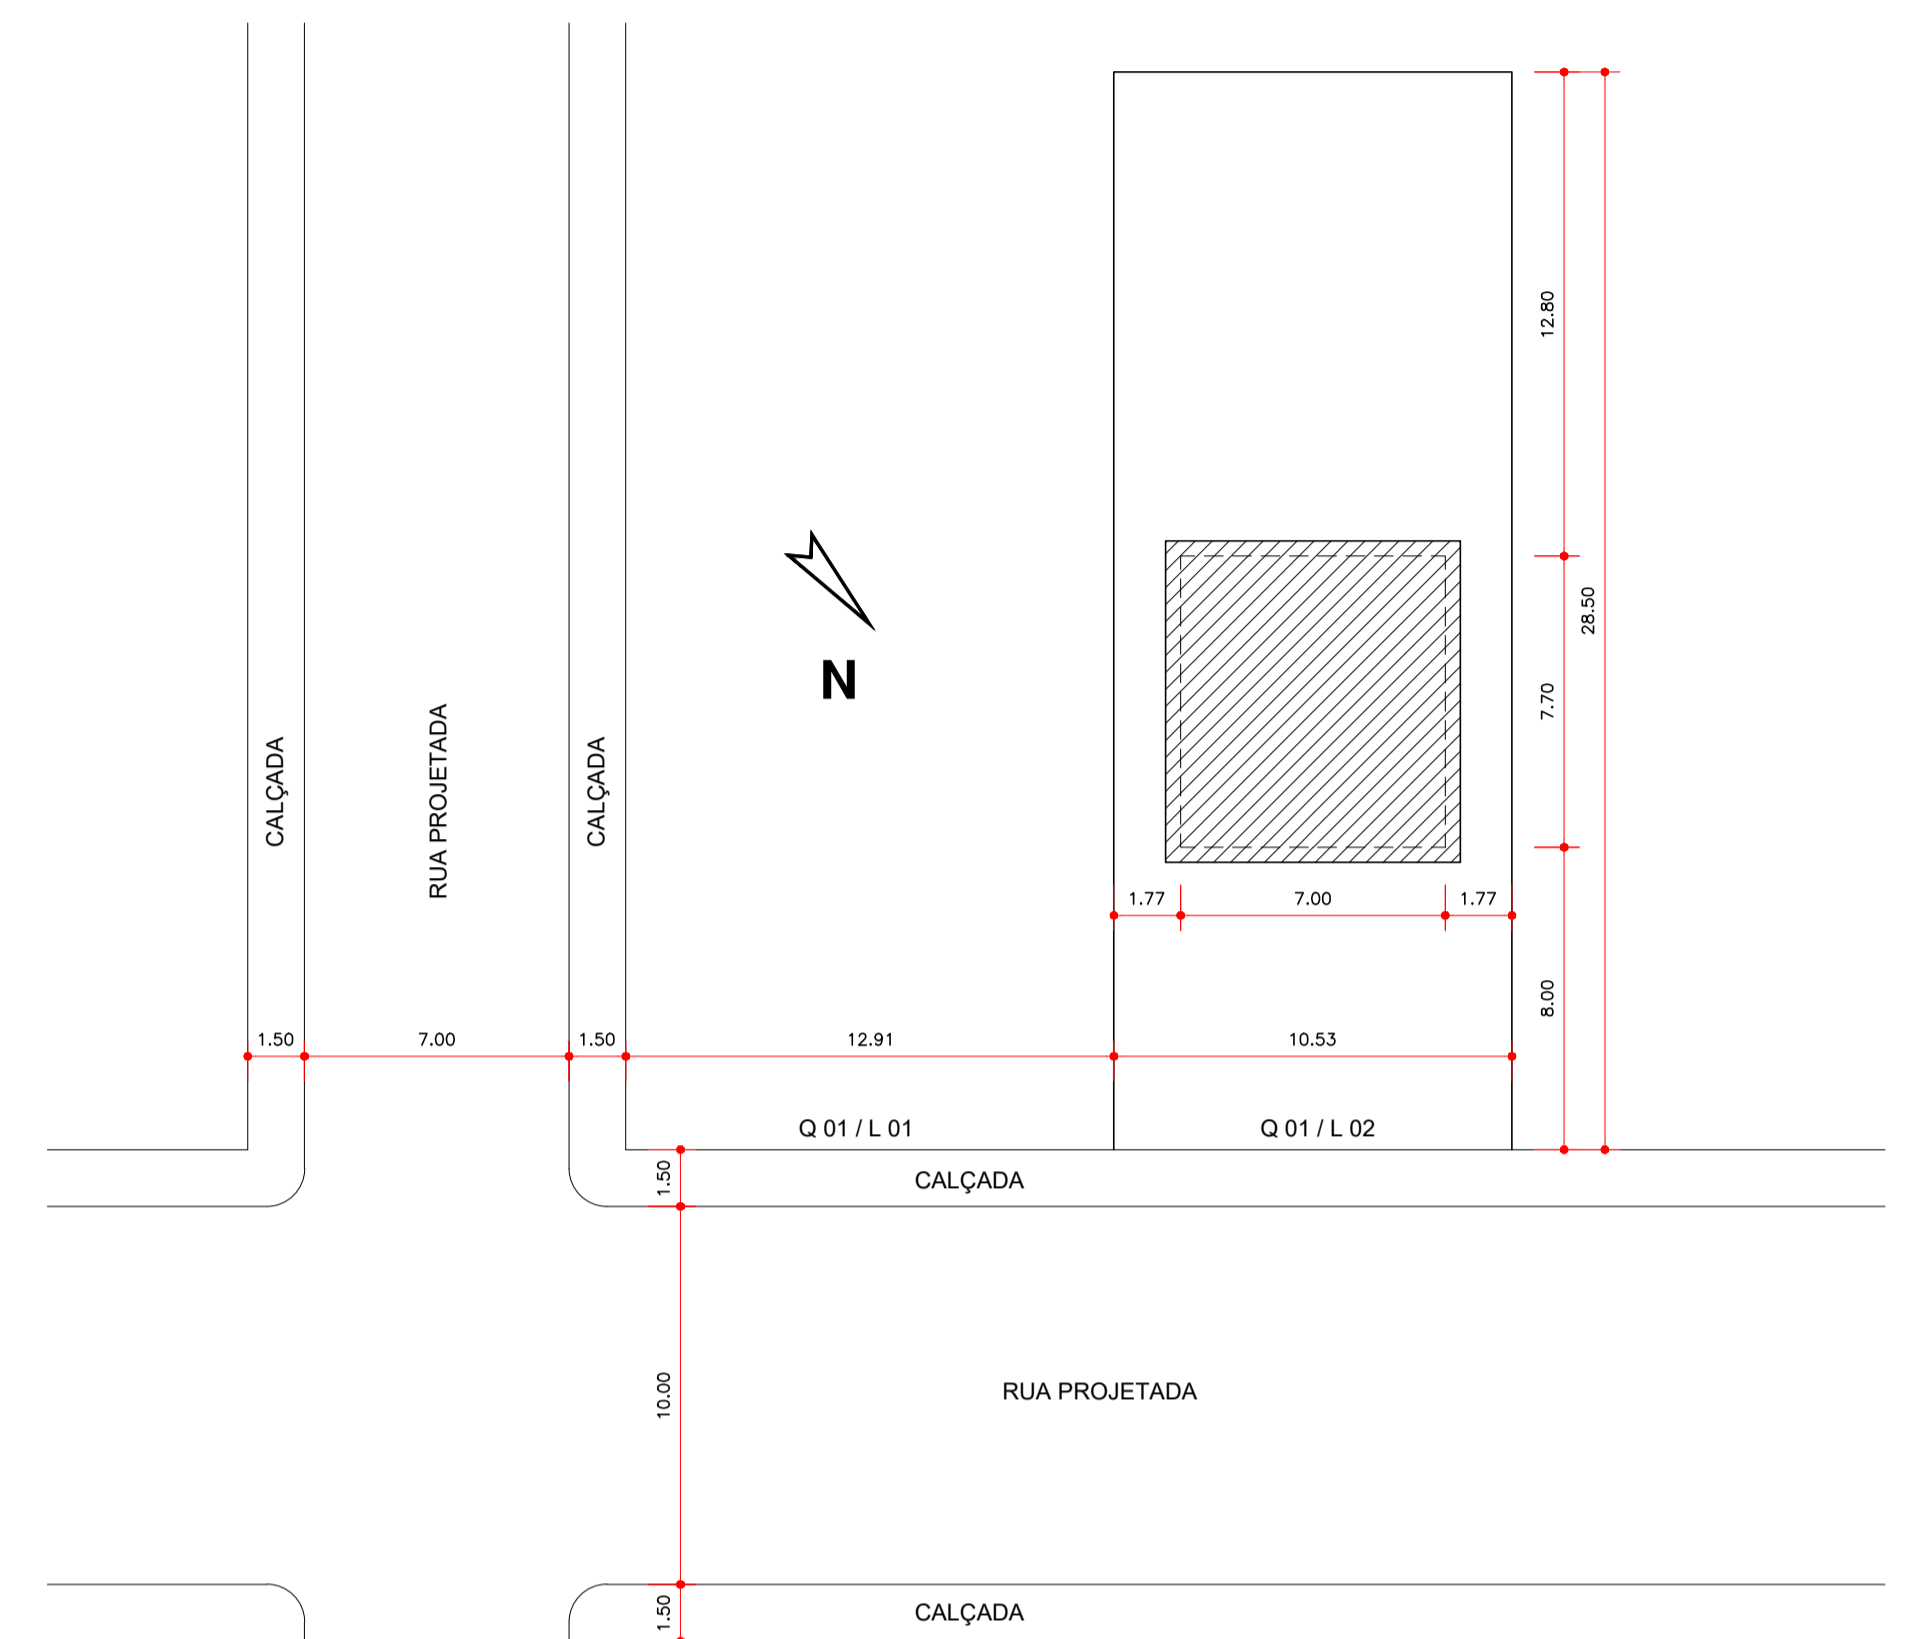 12.80
28.50
N
7.70
CALÇADA
RUA PROJETADA
CALÇADA
1.77
7.00
1.77
8.00
1.50
7.00
1.50
12.91
10.53
Q 01 / L 01
Q 01 / L 02
1.50
CALÇADA
10.00
RUA PROJETADA
1.50
CALÇADA